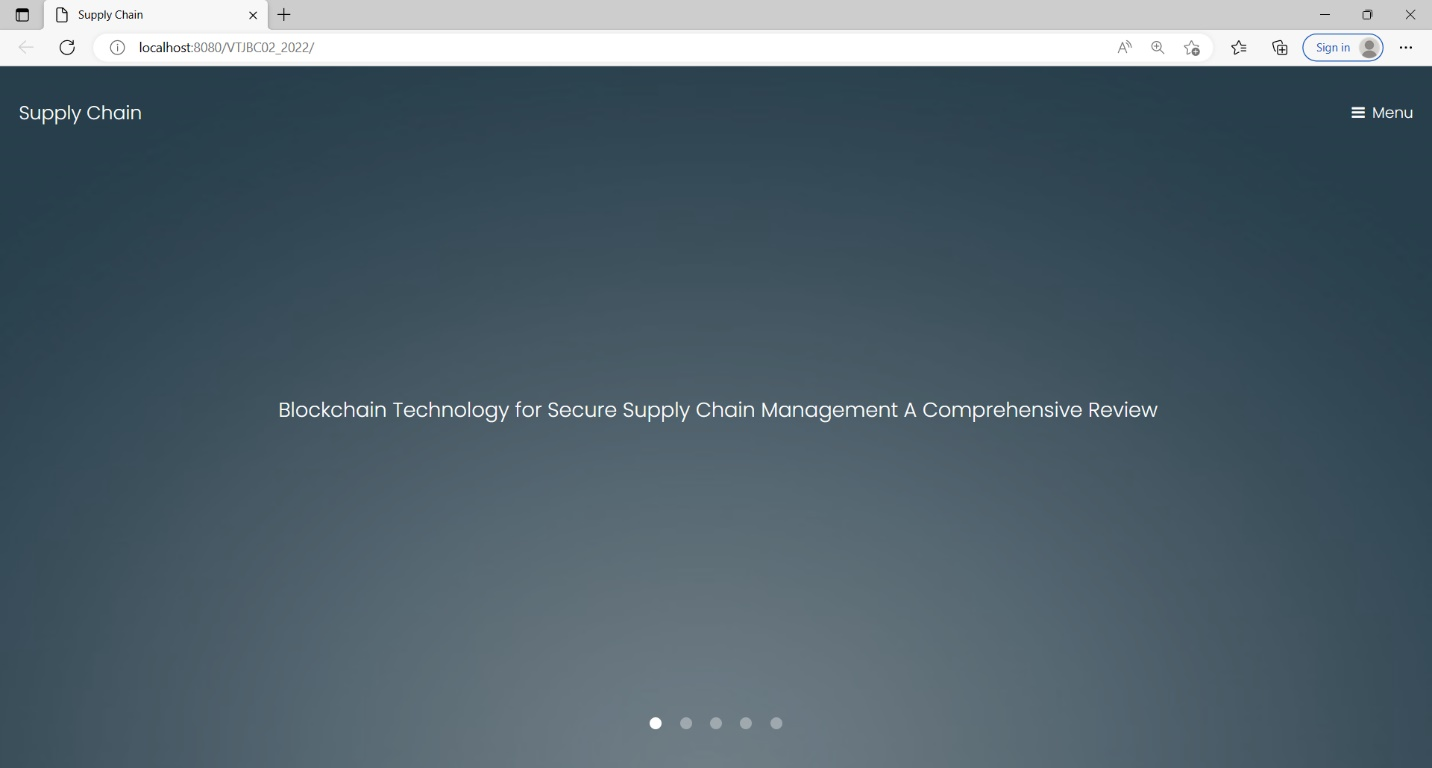 Supply Chain
localhost:8080/VTJBC02_2022/
Sign in
Supply Chain
Menu
Blockchain Technology for Secure Supply Chain Management A Comprehensive Review